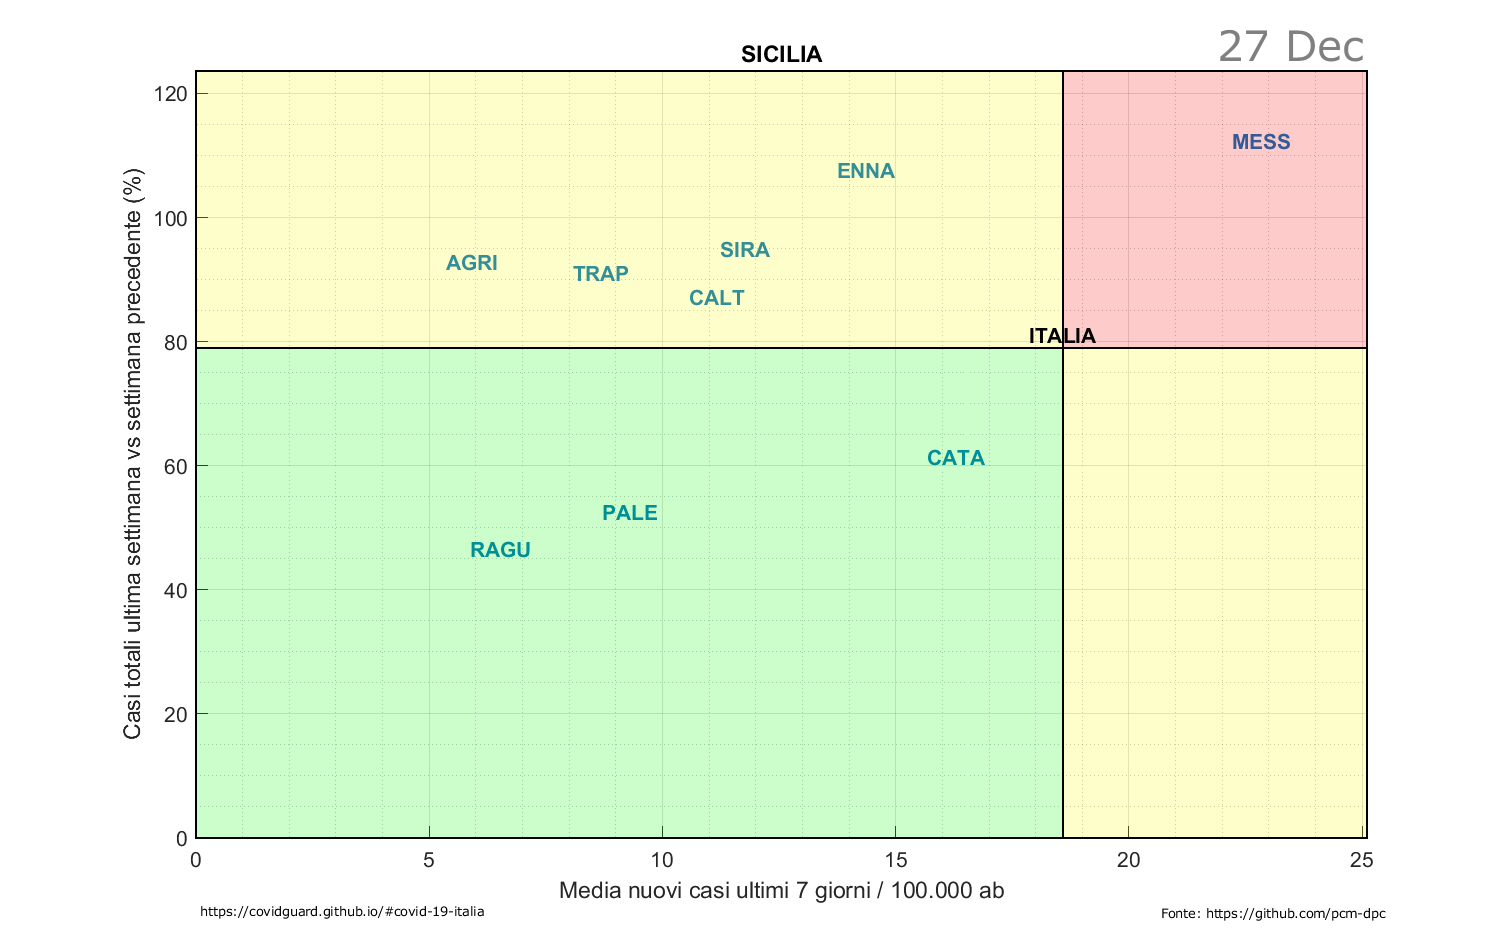 27 Dec
SICILIA
120
100
80
60
40
20
0
Casi totali ultima settimana vs settimana precedente (%)
MESS
ENNA
SIRA
AGRI
TRAP
CALT
ITALIA
CATA
PALE
RAGU
0 5 10 15 20 25
Media nuovi casi ultimi 7 giorni / 100.000 ab
https://covidguard.github.io/#covid-19-italia
Fonte: https://github.com/pcm-dpc